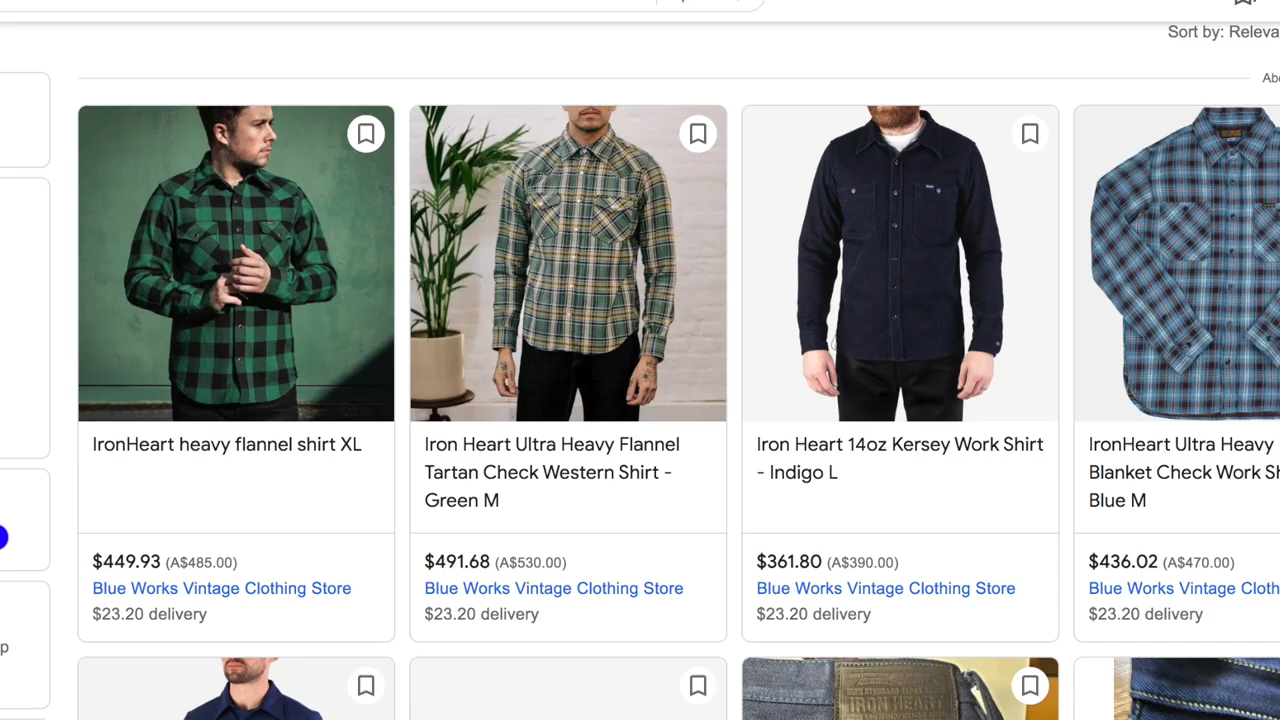 Sort by: Releva
Abo
IronHeart heavy flannel shirt XL
$449.93 (A$485.00)
Blue Works Vintage Clothing Store
$23.20 delivery
Iron Heart Ultra Heavy Flannel
Tartan Check Western Shirt -
Green M
$491.68 (A$530.00)
Blue Works Vintage Clothing Store
$23.20 delivery
Iron Heart 14oz Kersey Work Shirt
- Indigo L
$361.80 (A$390.00)
Blue Works Vintage Clothing Store
$23.20 delivery
IronHeart Ultra Heavy
Blanket Check Work Sh
Blue M
$436.02 (A$470.00)
Blue Works Vintage Cloth
$23.20 delivery
p
IRON HEART